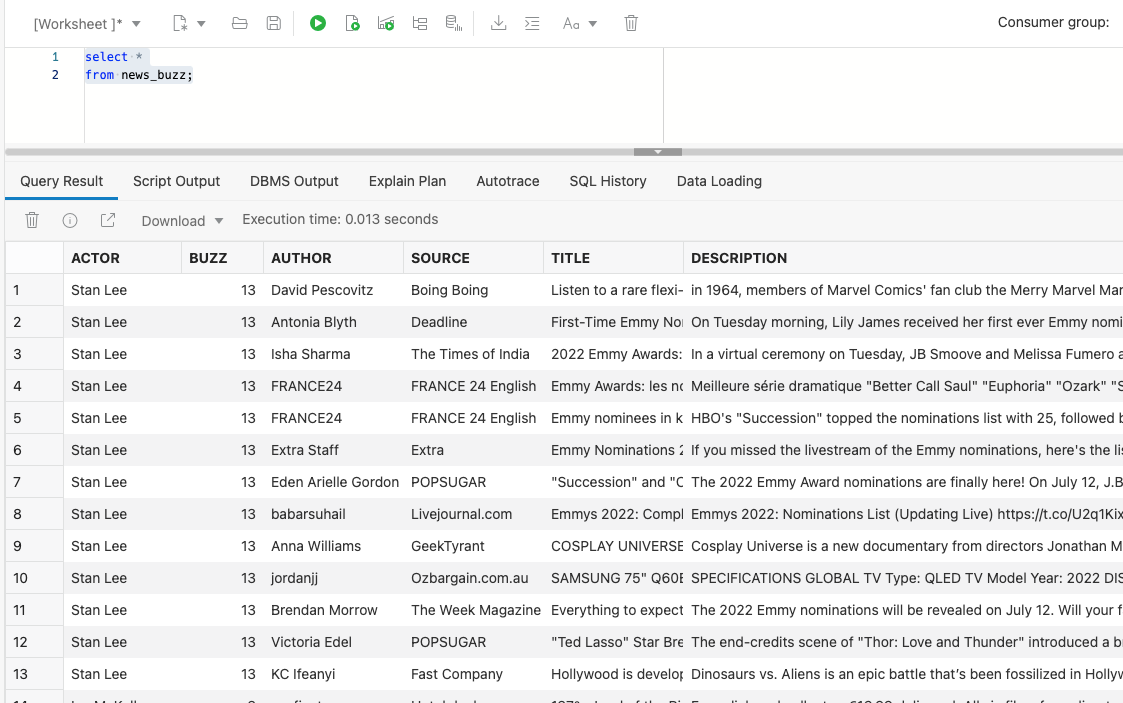 [Worksheet ]* Aa Consumer group:
1 select *
2 from news_buzz;
Query Result Script Output DBMS Output Explain Plan Autotrace SQL History Data Loading
Download Execution time: 0.013 seconds
ACTOR BUZZ AUTHOR SOURCE TITLE DESCRIPTION
1 Stan Lee 13 David Pescovitz Boing Boing Listen to a rare flexi- in 1964, members of Marvel Comics' fan club the Merry Marvel Mar
2 Stan Lee 13 Antonia Blyth Deadline First-Time Emmy No On Tuesday morning, Lily James received her first ever Emmy nomi
3 Stan Lee 13 Isha Sharma The Times of India 2022 Emmy Awards: In a virtual ceremony on Tuesday, JB Smoove and Melissa Fumero a
4 Stan Lee 13 FRANCE24 FRANCE 24 English Emmy Awards: les no Meilleure série dramatique "Better Call Saul" "Euphoria" "Ozark" "S
5 Stan Lee 13 FRANCE24 FRANCE 24 English Emmy nominees in k HBO's "Succession" topped the nominations list with 25, followed b
6 Stan Lee 13 Extra Staff Extra Emmy Nominations 2 If you missed the livestream of the Emmy nominations, here's the lis
7 Stan Lee 13 Eden Arielle Gordon POPSUGAR "Succession" and "C The 2022 Emmy Award nominations are finally here! On July 12, J.B
8 Stan Lee 13 babarsuhail Livejournal.com Emmys 2022: Compl Emmys 2022: Nominations List (Updating Live) https://t.co/U2q1Kix
9 Stan Lee 13 Anna Williams GeekTyrant COSPLAY UNIVERSE Cosplay Universe is a new documentary from directors Jonathan M
10 Stan Lee 13 jordanjj Ozbargain.com.au SAMSUNG 75" Q60B SPECIFICATIONS GLOBAL TV Type: QLED TV Model Year: 2022 DIS
11 Stan Lee 13 Brendan Morrow The Week Magazine Everything to expect The 2022 Emmy nominations will be revealed on July 12. Will your f
12 Stan Lee 13 Victoria Edel POPSUGAR "Ted Lasso" Star Bre The end-credits scene of "Thor: Love and Thunder" introduced a b
13 Stan Lee 13 KC Ifeanyi Fast Company Hollywood is develop Dinosaurs vs. Aliens is an epic battle that's been fossilized in Hollyw